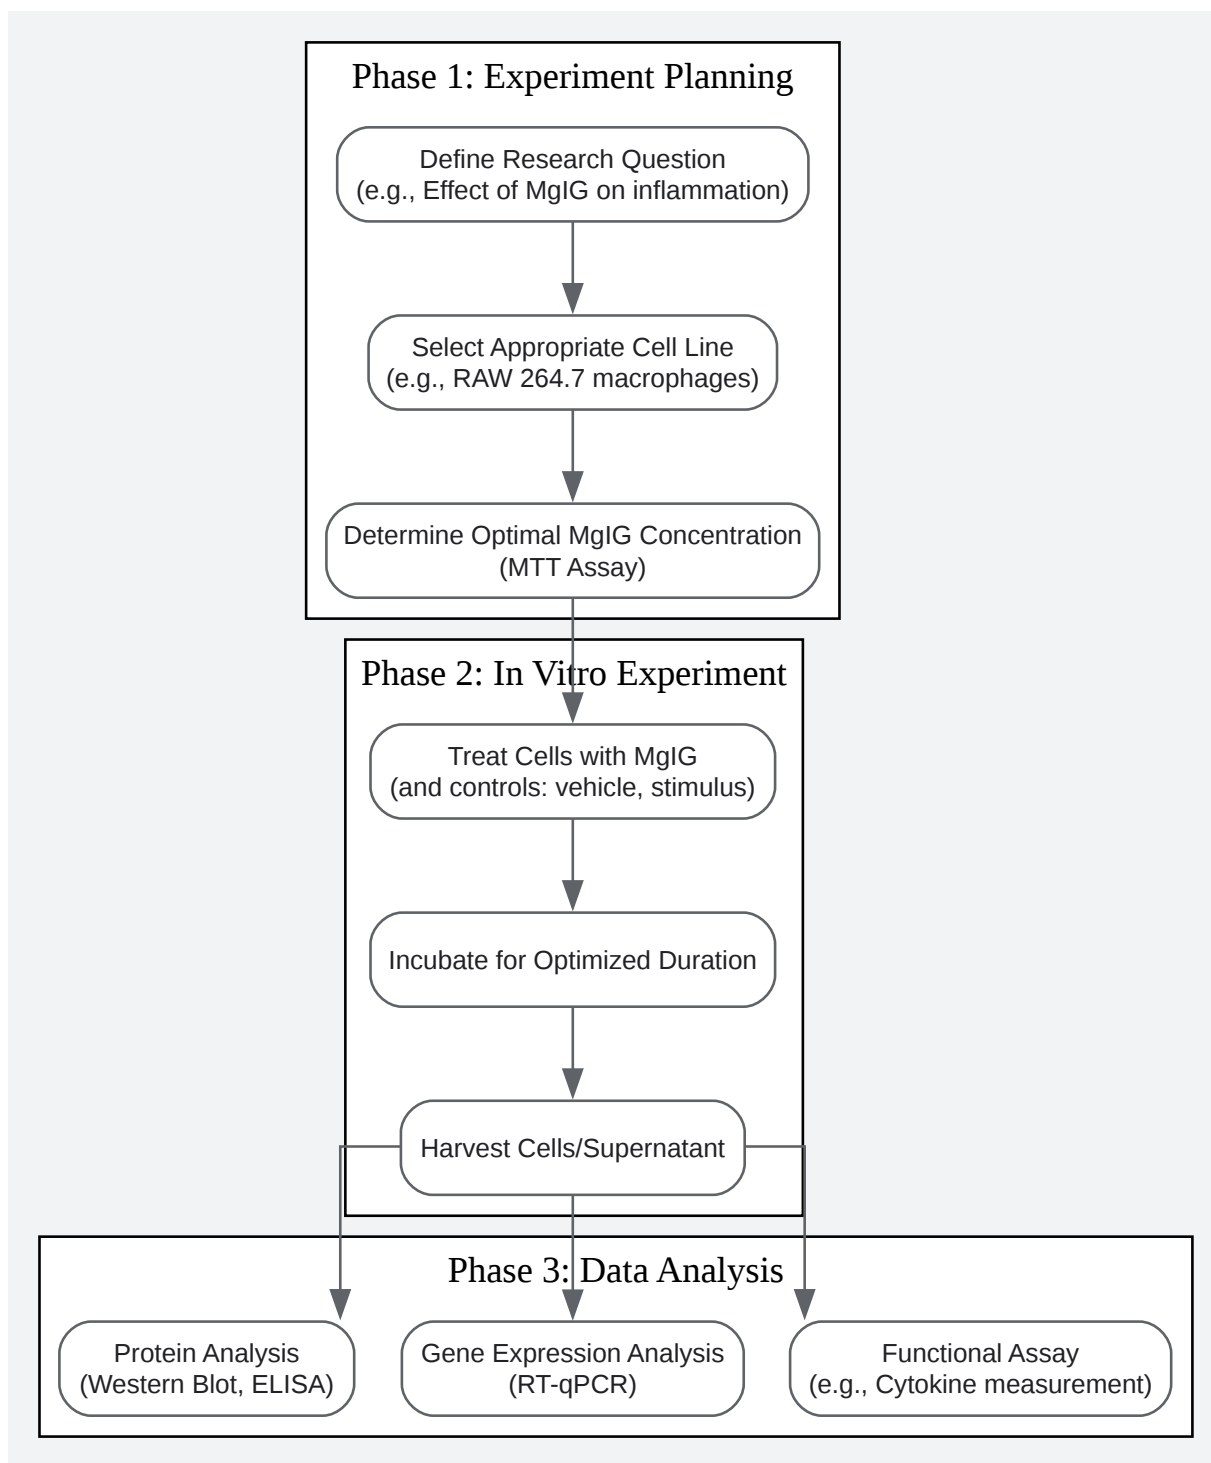 Phase 1: Experiment Planning
Define Research Question
(e.g., Effect of MgIG on inflammation)
Select Appropriate Cell Line
(e.g., RAW 264.7 macrophages)
Determine Optimal MgIG Concentration
(MTT Assay)
Phase 2: In Vitro Experiment
Treat Cells with MgIG
(and controls: vehicle, stimulus)
Incubate for Optimized Duration
Harvest Cells/Supernatant
Phase 3: Data Analysis
Protein Analysis
(Western Blot, ELISA)
Gene Expression Analysis
(RT-qPCR)
Functional Assay
(e.g., Cytokine measurement)